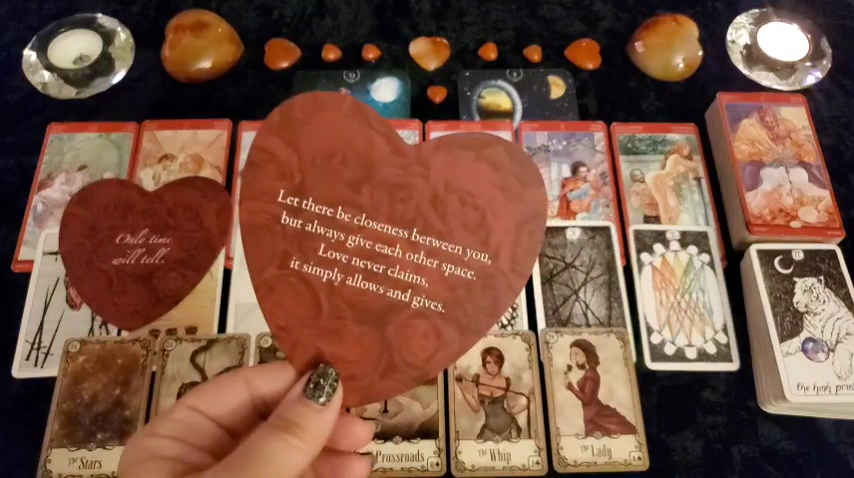 Let there be closeness between you,
but always give each other space.
Love never claims,
it simply allows and gives.
Only time
will tell.
the high pri
The Stars
Crossroads
The Whip
The Lady